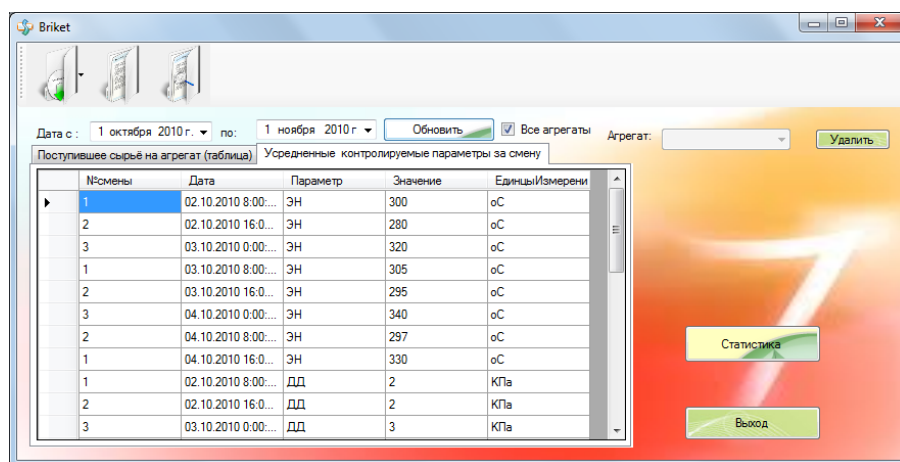 Briket
Дата с : 1 октября 2010 г. по: 1 ноября 2010 г Обновить Все агрегаты Агрегат: Удалить
Поступившее сырьё на агрегат (таблица) Усредненные контролируемые параметры за смену
№смены Дата Параметр Значение ЕдинцыИзмерени
1 02.10.2010 8:00:... ЭН 300 оС
2 02.10.2010 16:0... ЭН 280 оС
3 03.10.2010 0:00:... ЭН 320 оС
1 03.10.2010 8:00:... ЭН 305 оС
2 03.10.2010 16:0... ЭН 295 оС
3 04.10.2010 0:00:... ЭН 340 оС
2 04.10.2010 8:00:... ЭН 297 оС
1 04.10.2010 16:0... ЭН 330 оС
1 02.10.2010 8:00:... ДД 2 КПа
2 02.10.2010 16:0... ДД 2 КПа
3 03.10.2010 0:00:... ДД 3 КПа
Статистика
Выход